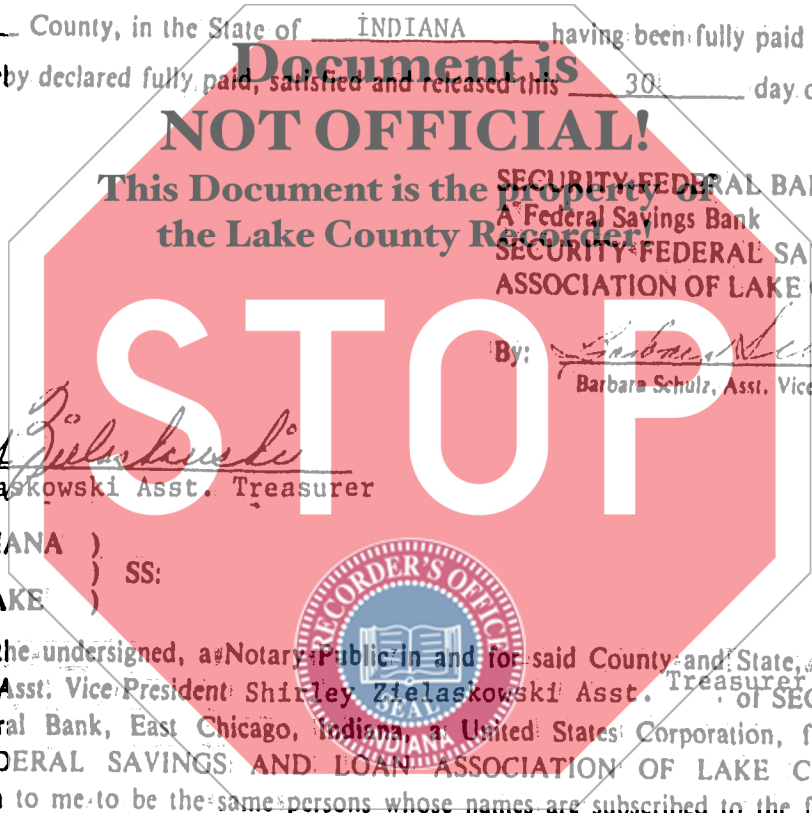 County, in the State of INDIANA having been fully paid
by declared fully paid, satisfied and released this 30 day
Document is
NOT OFFICIAL!
This Document is the property of
the Lake County Recorder!
SECURITY FEDERAL
A Federal Savings Bank
SECURITY FEDERAL
ASSOCIATION OF LAKE
STOP
By:
Barbara Schulz, Asst. Vice
Zielaskowski
askowski Asst. Treasurer
IANA )
) SS:
AKE )
RECORDER'S OFFICE
SEAL
INDIANA
the undersigned, a Notary Public in and for said County and State,
Asst. Vice President Shirley Zielaskowski Asst. Treasurer of SEC
ral Bank, East Chicago, Indiana, a United States Corporation, f
DERAL SAVINGS AND LOAN ASSOCIATION OF LAKE C
to me to be the same persons whose names are subscribed to the